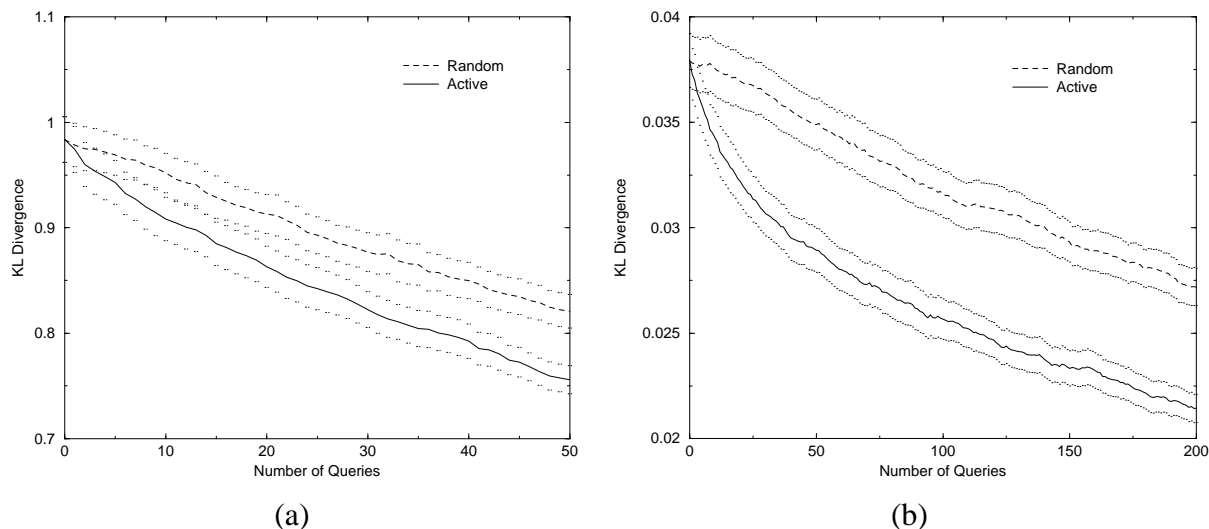 1.1
1
0.9
0.8
0.7
KL Divergence
Random
Active
0 10 20 30 40 50
Number of Queries
(a)
0.04
0.035
0.03
0.025
0.02
KL Divergence
Random
Active
0 50 100 150 200
Number of Queries
(b)